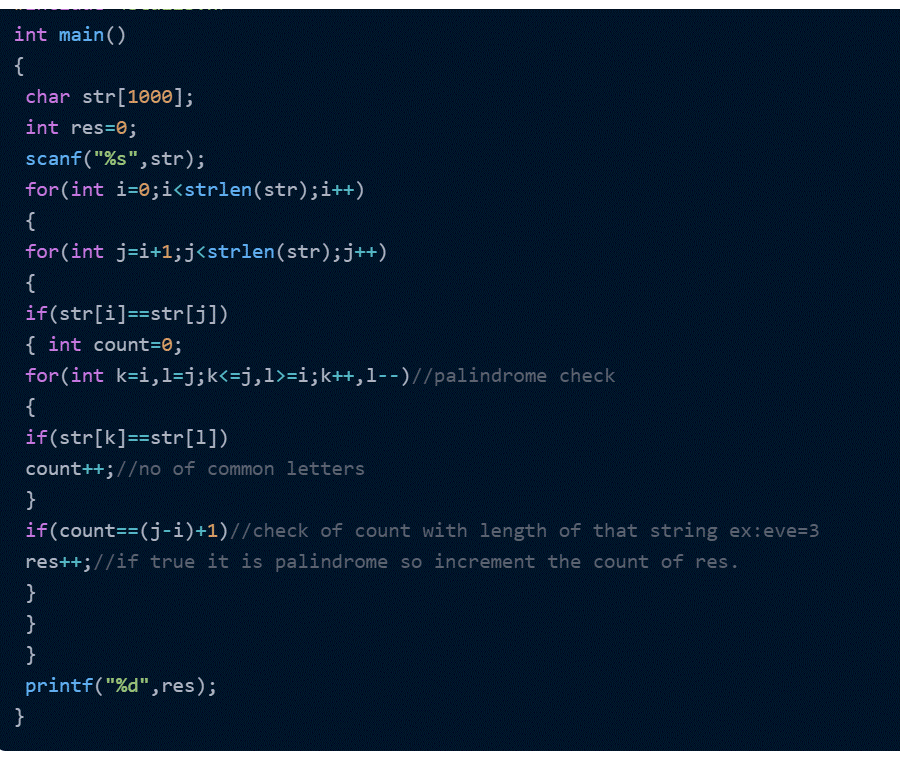 int main()
{
char str[1000];
int res=0;
scanf("%s",str);
for(int i=0;i<strlen(str);i++)
{
for(int j=i+1;j<strlen(str);j++)
{
if(str[i]==str[j])
{ int count=0;
for(int k=i,l=j;k<=j,l>=i;k++,l--)//palindrome check
{
if(str[k]==str[l])
count++;//no of common letters
}
if(count==(j-i)+1)//check of count with length of that string ex:eve=3
res++;//if true it is palindrome so increment the count of res.
}
}
}
printf("%d",res);
}